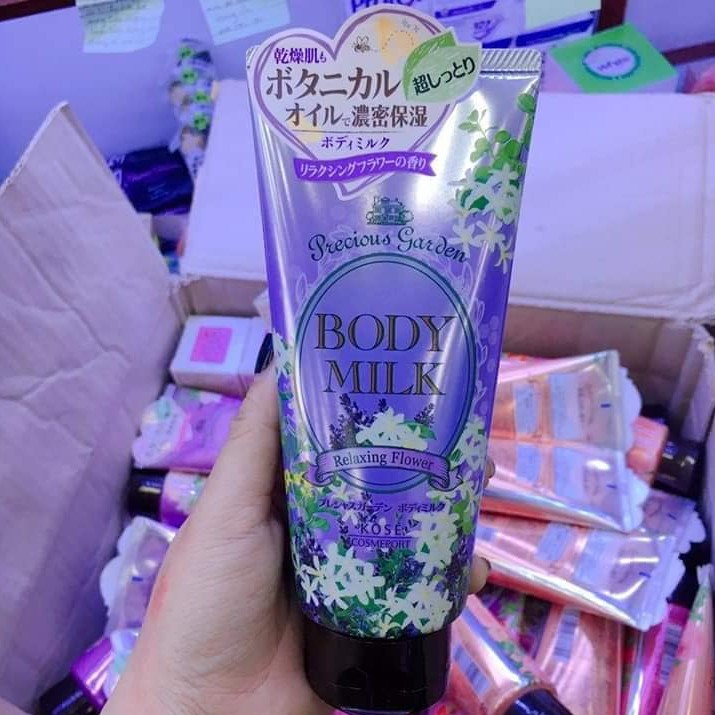 乾燥肌も
ボタニカル
オイルで濃密保湿
超しっとり
ボディミルク
リラクシングフラワーの香り
Precious Garden
BODY
MILK
Relaxing Flower
プレシャスガーデン ボディミルク
KOSÉ
COSMEPORT